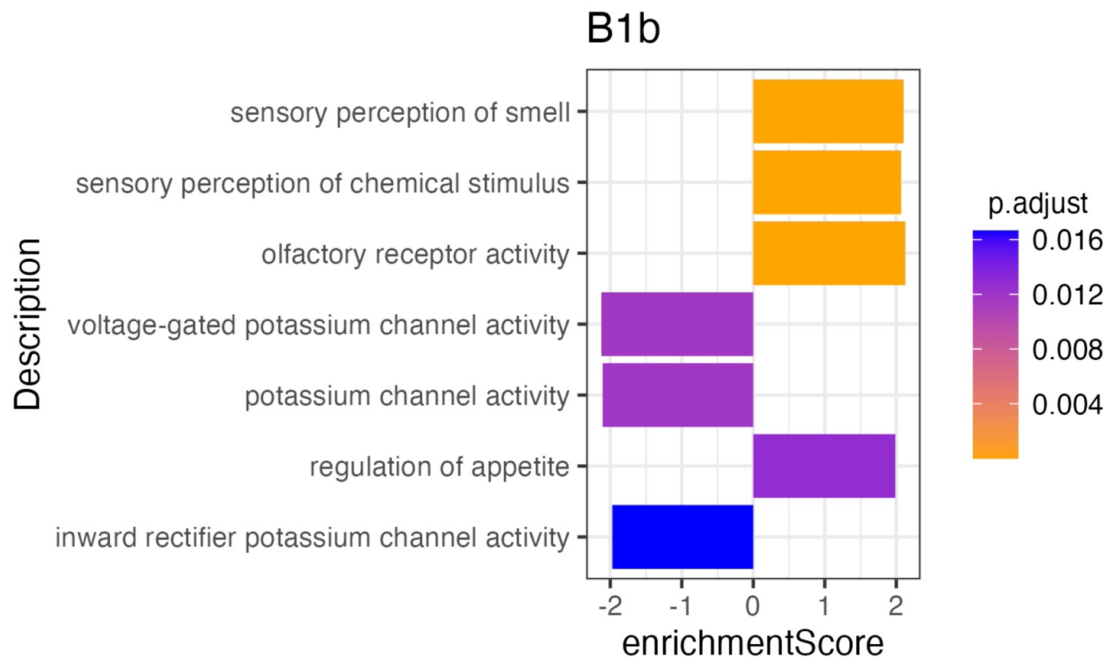 B1b
sensory perception of smell
sensory perception of chemical stimulus
olfactory receptor activity
voltage-gated potassium channel activity
potassium channel activity
regulation of appetite
inward rectifier potassium channel activity
Description
-2 -1 0 1 2
enrichmentScore
p.adjust
0.016
0.012
0.008
0.004